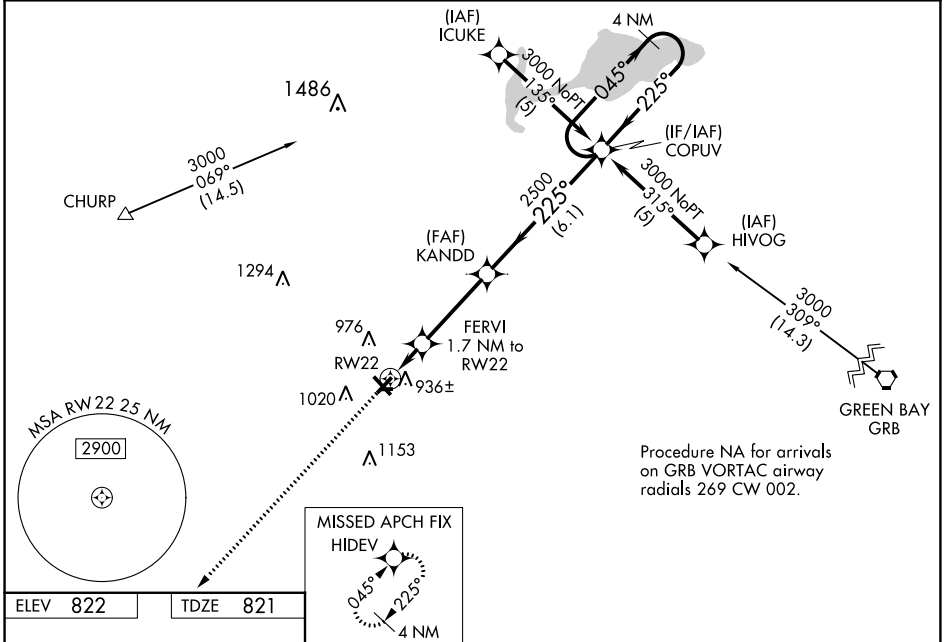 (IAF)
ICUKE
4 NM
3000 NoPT
135°
(5)
045°
225°
1486
(IF/IAF)
COPUV
3000
069°
(14.5)
CHURP
2500
225°
(6.1)
3000 NoPT
315°
(5)
(IAF)
HIVOG
(FAF)
KANDD
1294
3000
309°
(14.3)
976
FERVI
1.7 NM to
RW22
RW22
936±
1020
GREEN BAY
GRB
MSA RW22 25 NM
2900
1153
Procedure NA for arrivals
on GRB VORTAC airway
radials 269 CW 002.
MISSED APCH FIX
HIDEV
045°
225°
4 NM
ELEV 822
TDZE 821